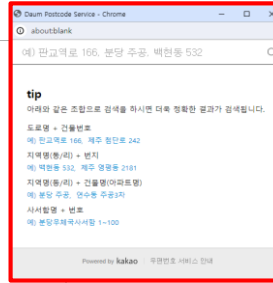 Daum Postcode Service - Chrome
about:blank
예) 판교역로 166, 분당 주공, 백현동 532
tip
아래와 같은 조합으로 검색을 하시면 더욱 정확한 결과가 검색됩니다.
도로명 + 건물번호
예) 판교역로 166, 제주 첨단로 242
지역명(동/리) + 번지
예) 백현동 532, 제주 영평동 2181
지역명(동/리) + 건물명(아파트명)
예) 분당 주공, 연수동 주공3차
사서함명 + 번호
예) 분당우체국사서함 1~100
Powered by kakao 우편번호 서비스 안내